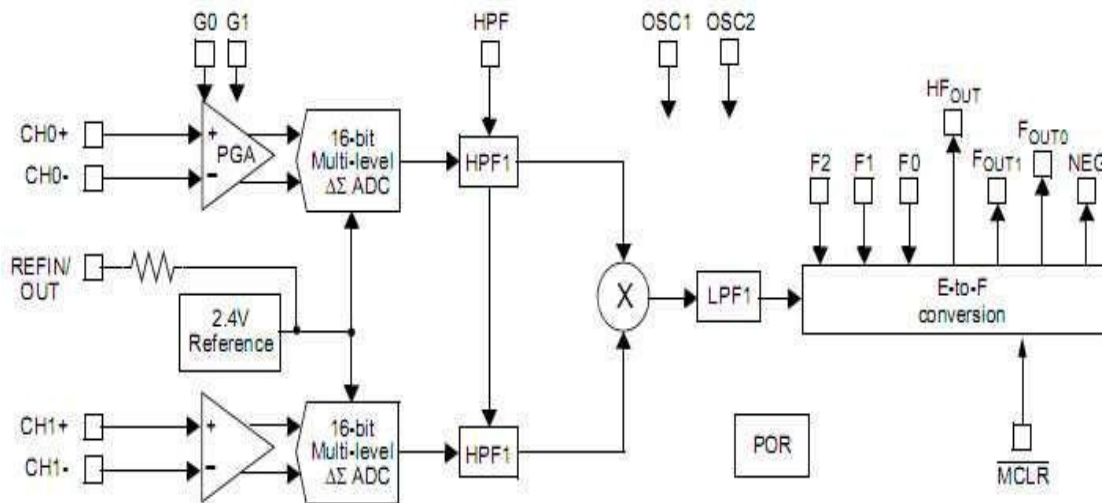 G0 G1
HPF
OSC1 OSC2
HFOUT
FOUT0
F2 F1 F0
FOUT1
NEG
CH0+
CH0-
+
-
PGA
16-bit
Multi-level
ΔΣ ADC
HPF1
REFIN/
OUT
2.4V
Reference
X
LPF1
E-to-F
conversion
CH1+
CH1-
+
-
16-bit
Multi-level
ΔΣ ADC
HPF1
POR
MCLR